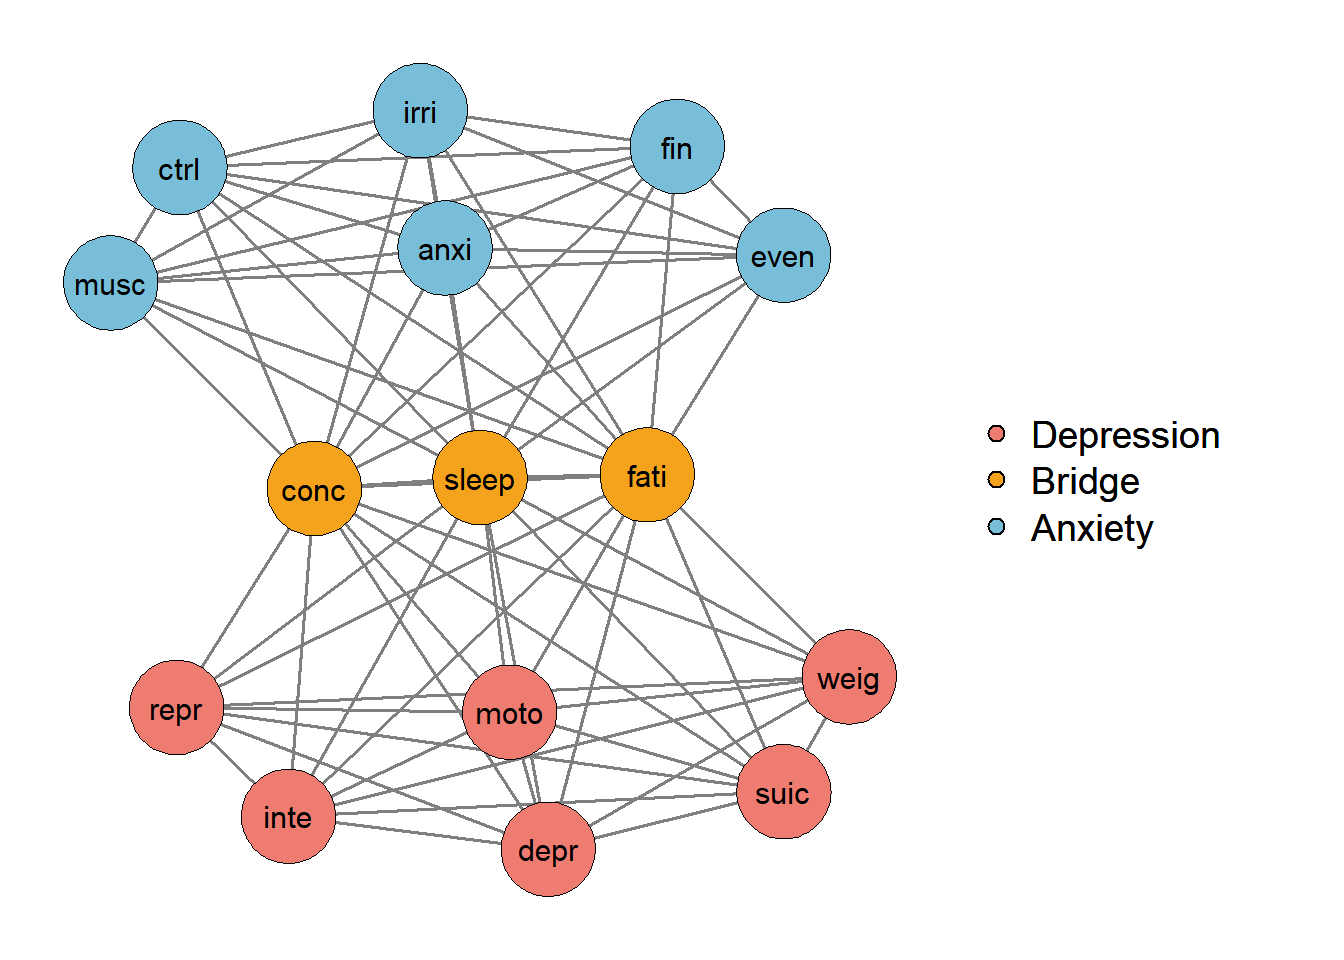 irri
fin
ctrl
anxi
even
musc
Depression
sleep
fati
conc
Bridge
Anxiety
weig
repr
moto
suic
inte
depr